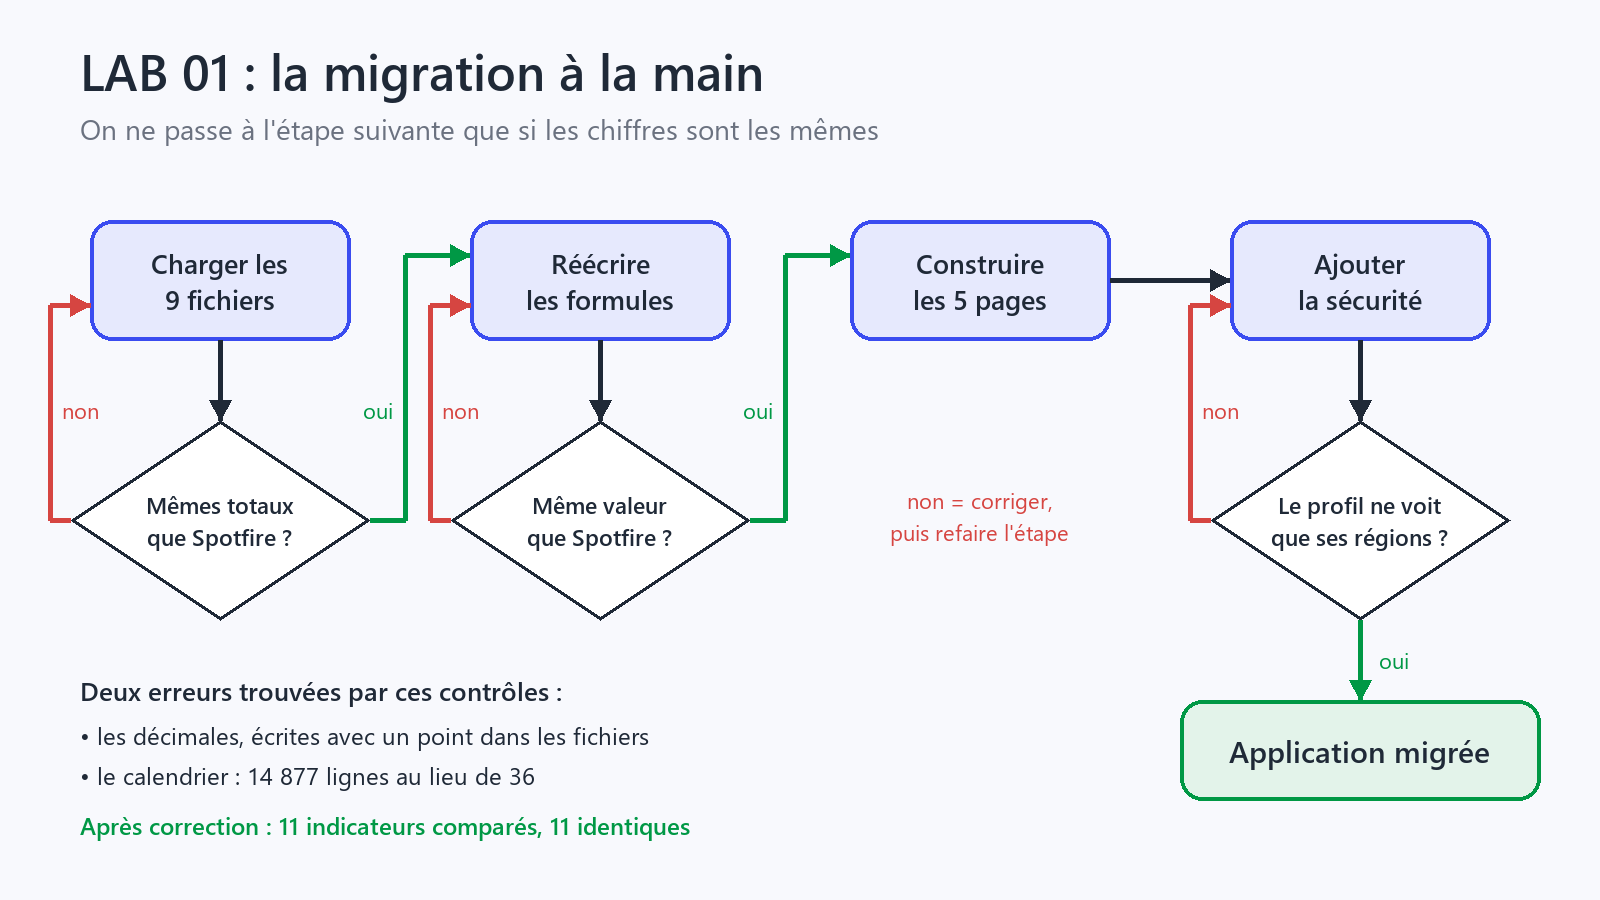 LAB 01 : la migration à la main
On ne passe à l'étape suivante que si les chiffres sont les mêmes
Charger les
9 fichiers
Réécrire
les formules
Construire
les 5 pages
Ajouter
la sécurité
non
oui
non
oui
non
Mêmes totaux
que Spotfire ?
Même valeur
que Spotfire ?
non = corriger,
puis refaire l'étape
Le profil ne voit
que ses régions ?
oui
Application migrée
Deux erreurs trouvées par ces contrôles :
• les décimales, écrites avec un point dans les fichiers
• le calendrier : 14 877 lignes au lieu de 36
Après correction : 11 indicateurs comparés, 11 identiques